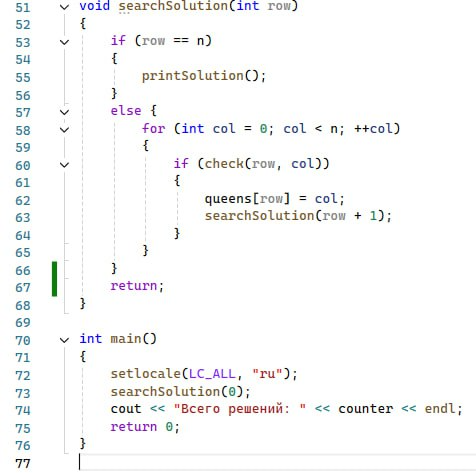 51 void searchSolution(int row)
52 {
53 if (row == n)
54 {
55 printSolution();
56 }
57 else {
58 for (int col = 0; col < n; ++col)
59 {
60 if (check(row, col))
61 {
62 queens[row] = col;
63 searchSolution(row + 1);
64 }
65 }
66 }
67 return;
68 }
69
70 int main()
71 {
72 setlocale(LC_ALL, "ru");
73 searchSolution(0);
74 cout << "Всего решений: " << counter << endl;
75 return 0;
76 }
77